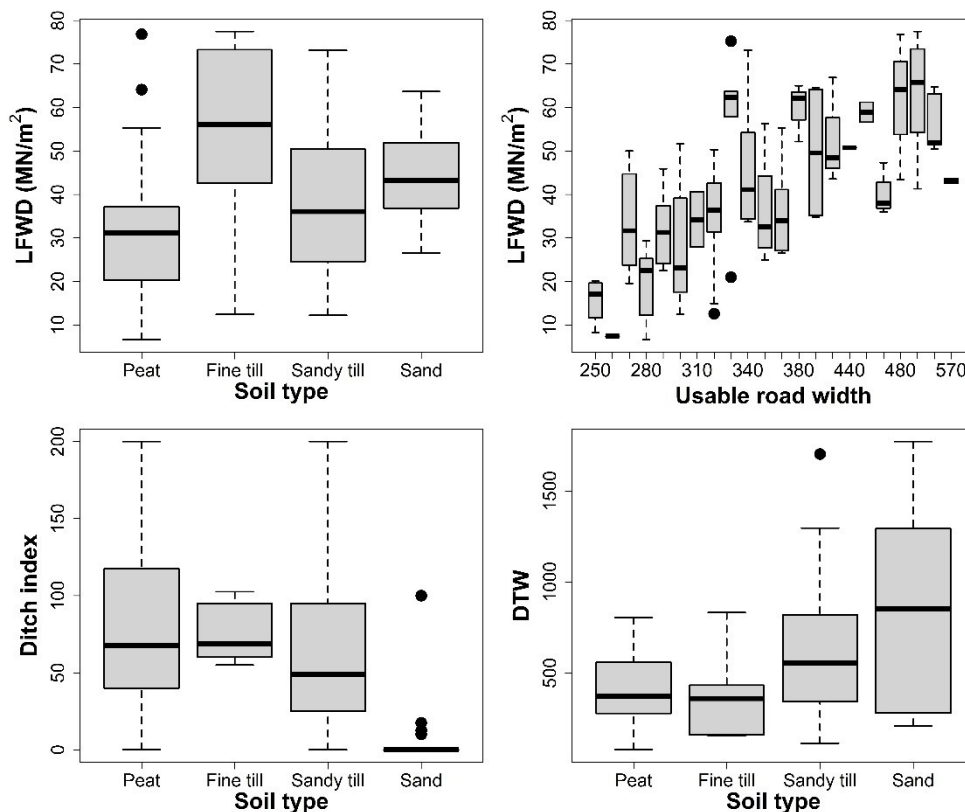 LFWD (MN/m²)
80
70
60
50
40
30
20
10
Peat Fine till Sandy till Sand
Soil type
LFWD (MN/m²)
80
70
60
50
40
30
20
10
250 280 310 340 380 440 480 570
Usable road width
Ditch index
200
150
100
50
0
Peat Fine till Sandy till Sand
Soil type
DTW
1500
1000
500
Peat Fine till Sandy till Sand
Soil type